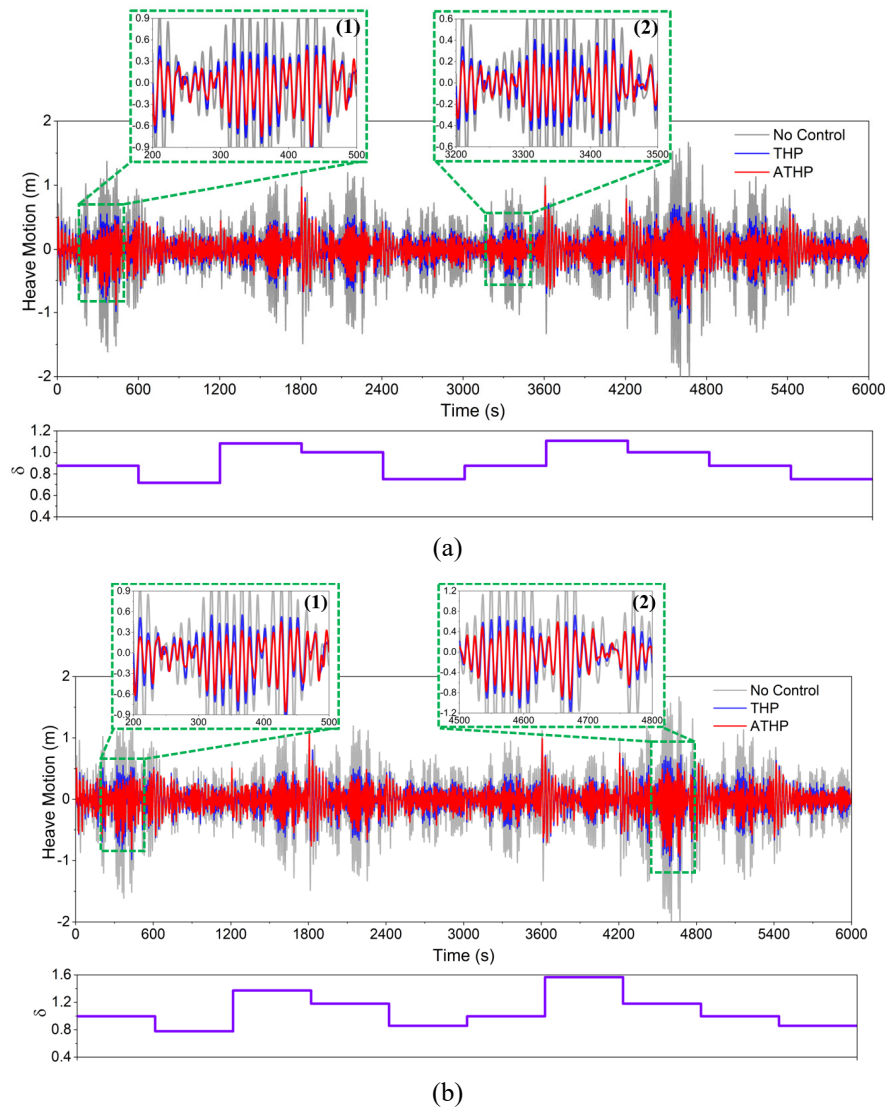 (1)
0.9
0.6
0.3
0.0
-0.3
-0.6
-0.9
200 300 400 500
(2)
0.6
0.4
0.2
0.0
-0.2
-0.4
-0.6
3200 3300 3400 3500
Heave Motion (m)
2
1
0
-1
-2
No Control
THP
ATHP
0 600 1200 1800 2400 3000 3600 4200 4800 5400 6000
Time (s)
δ
1.2
1.0
0.8
0.6
0.4
(a)
(1)
0.9
0.6
0.3
0.0
-0.3
-0.6
-0.9
200 300 400 500
(2)
1.2
0.8
0.4
0.0
-0.4
-0.8
-1.2
4500 4600 4700 4800
Heave Motion (m)
2
1
0
-1
-2
No Control
THP
ATHP
0 600 1200 1800 2400 3000 3600 4200 4800 5400 6000
Time (s)
δ
1.6
1.2
0.8
0.4
(b)